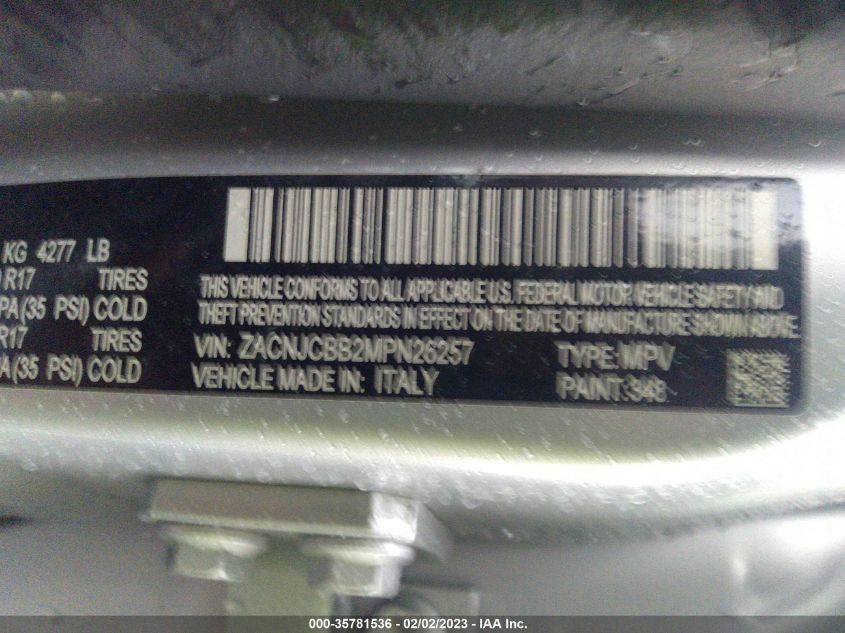 KG 4277 LB
R17 TIRES
PA(35 PSI) COLD
R17 TIRES
A(35 PSI) COLD
THIS VEHICLE CONFORMS TO ALL APPLICABLE U.S. FEDERAL MOTOR VEHICLE SAFETY AND
THEFT PREVENTION STANDARDS IN EFFECT ON THE DATE OF MANUFACTURE SHOWN ABOVE.
VIN: ZACNJCBB2MPN26257 TYPE: MPV
VEHICLE MADE IN: ITALY PAINT: 348
000-35781536 - 02/02/2023 - IAA Inc.